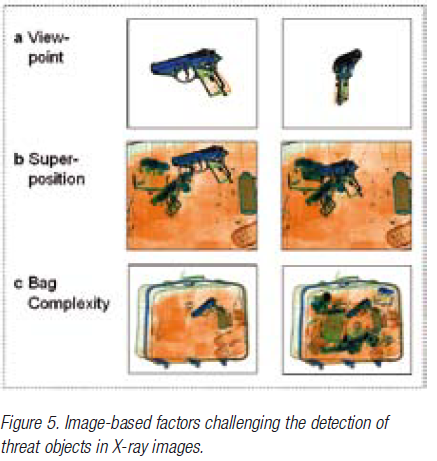 a View-
point
b Super-
position
c Bag
Complexity
Figure 5. Image-based factors challenging the detection of
threat objects in X-ray images.